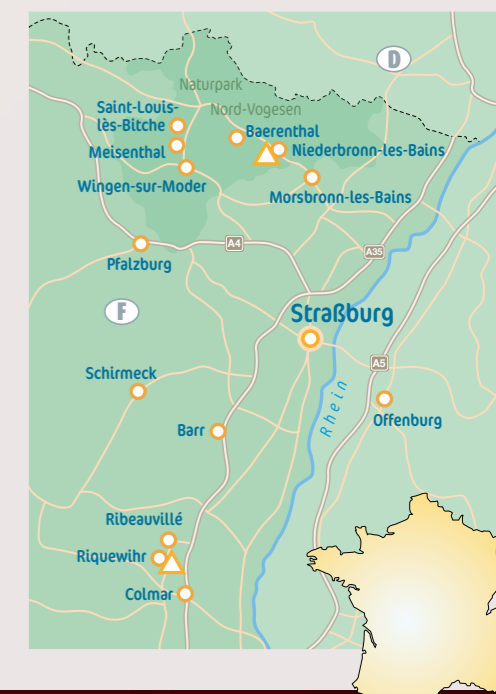 D
Naturpark
Nord-Vogesen
Saint-Louis-
lès-Bitche
Baerenthal
Meisenthal
Niederbronn-les-Bains
Wingen-sur-Moder
Morsbronn-les-Bains
A4
A35
Pfalzburg
F
Straßburg
A5
Schirmeck
Rhein
Offenburg
Barr
Ribeauvillé
Riquewihr
Colmar